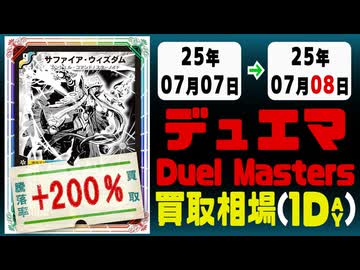 サファイア・ウィズダム
騰落率
+200%
買取
25年
07月07日
25年
07月08日
デュエマ
Duel Masters
買取相場(1D)